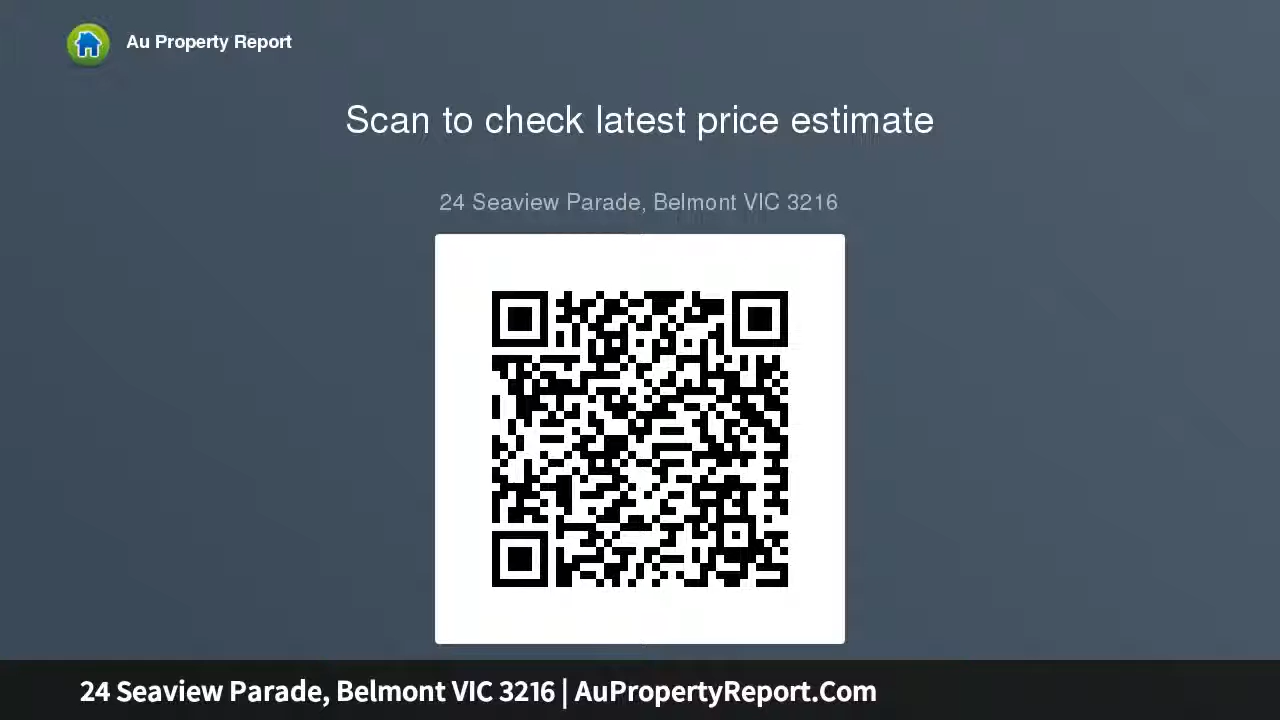 Au Property Report
Scan to check latest price estimate
24 Seaview Parade, Belmont VIC 3216
24 Seaview Parade, Belmont VIC 3216 | AuPropertyReport.Com